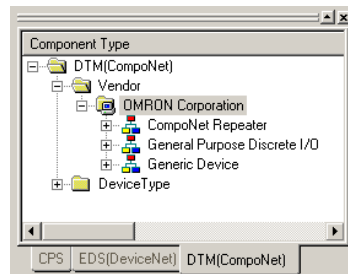 Component Type
DTM(CompoNet)
Vendor
OMRON Corporation
CompoNet Repeater
General Purpose Discrete I/O
Generic Device
DeviceType
CPS EDS(DeviceNet) DTM(CompoNet)